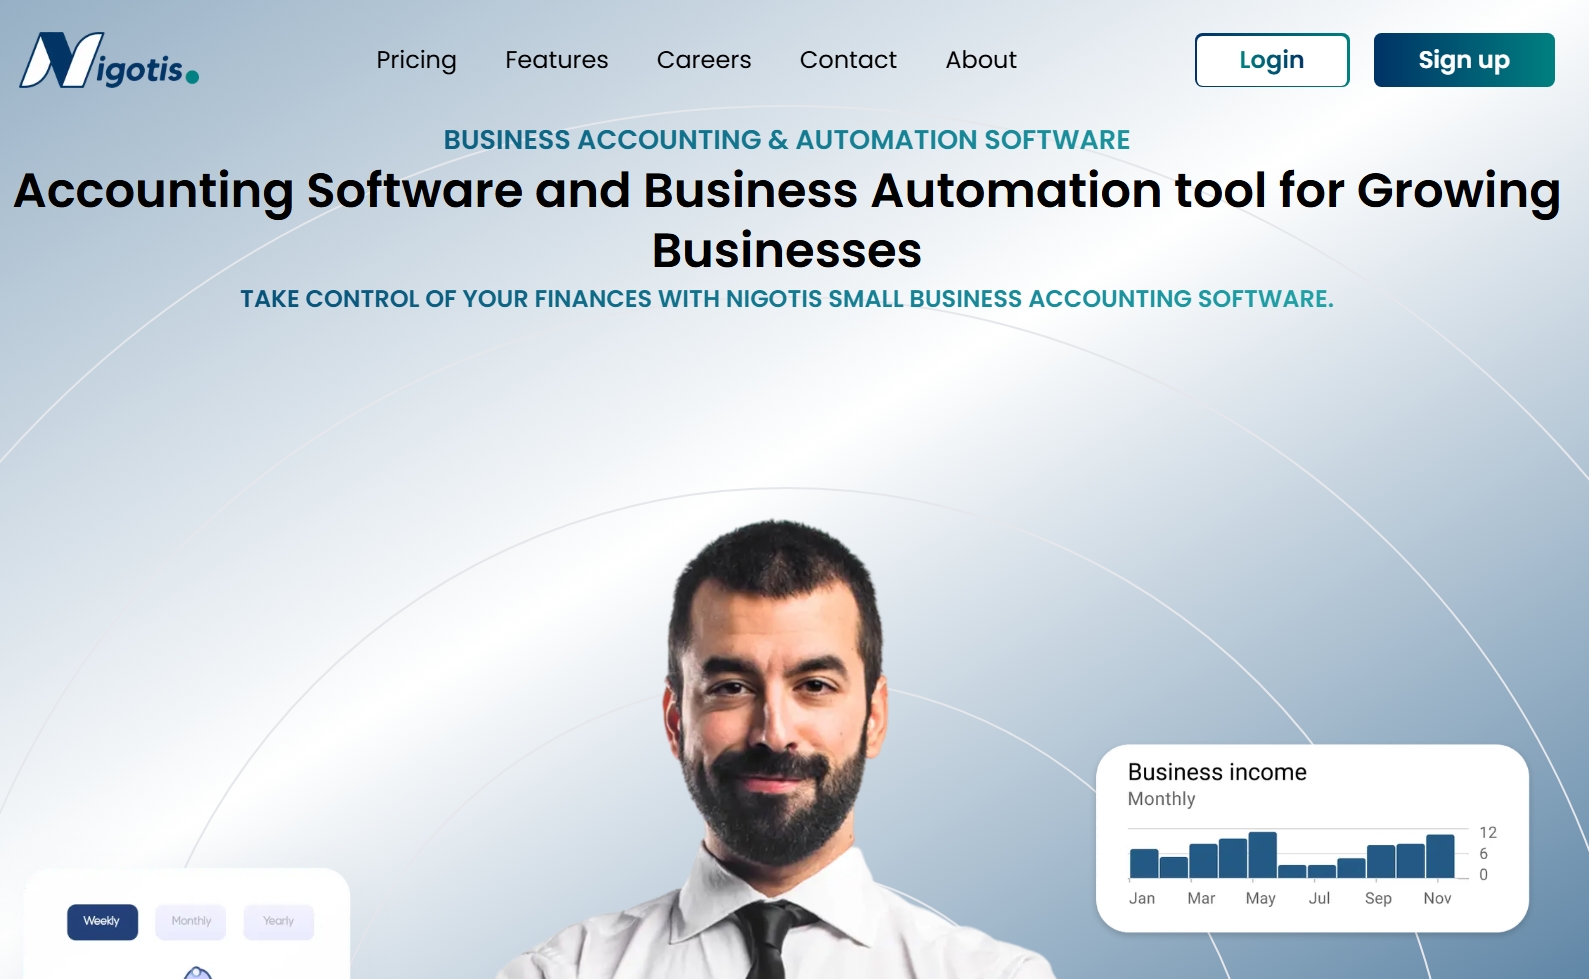 Nigotis.
Pricing
Features
Careers
Contact
About
Login
Sign up
BUSINESS ACCOUNTING & AUTOMATION SOFTWARE
Accounting Software and Business Automation tool for Growing
Businesses
TAKE CONTROL OF YOUR FINANCES WITH NIGOTIS SMALL BUSINESS ACCOUNTING SOFTWARE.
Business income
Monthly
12
6
0
Jan Mar May Jul Sep Nov
Weekly Monthly Yearly